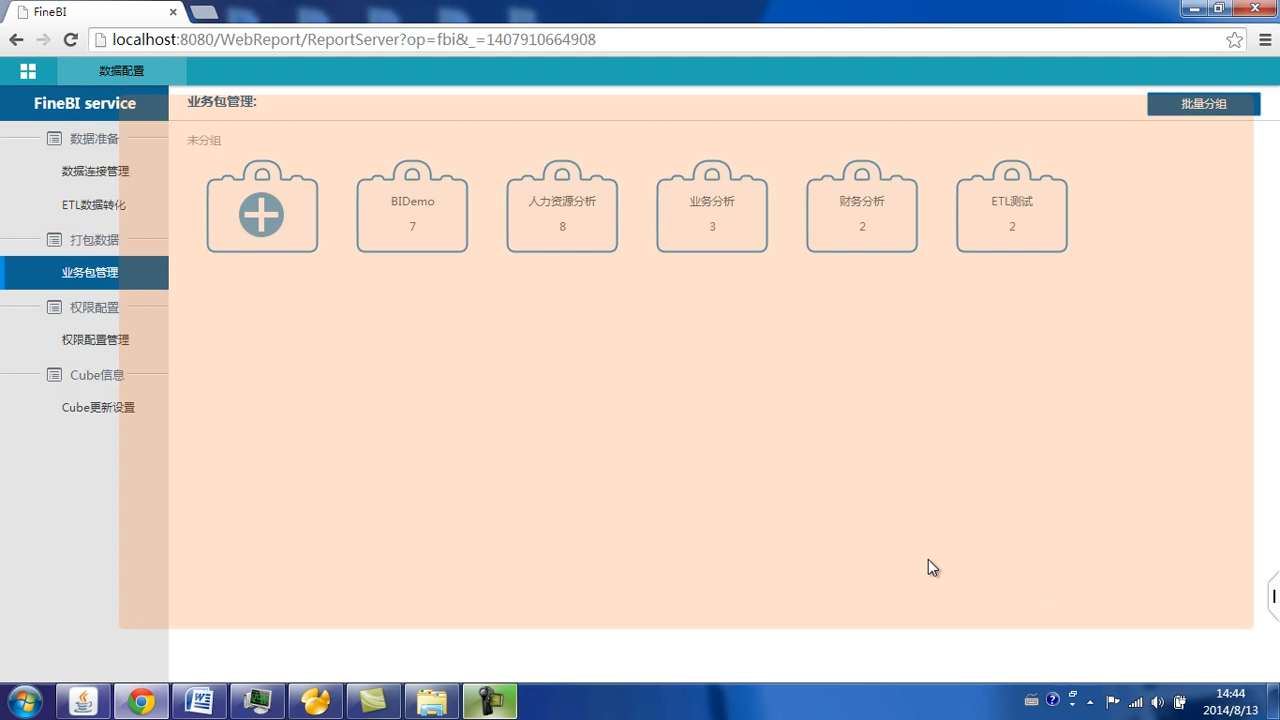 FineBI
localhost:8080/WebReport/ReportServer?op=fbi&_=1407910664908
数据配置
FineBI service
业务包管理:
批量分组
数据准备
未分组
数据连接管理
ETL数据转化
打包数据
业务包管理
权限配置
权限配置管理
Cube信息
Cube更新设置
BIDemo
7
人力资源分析
8
业务分析
3
财务分析
2
ETL测试
2
14:44
2014/8/13